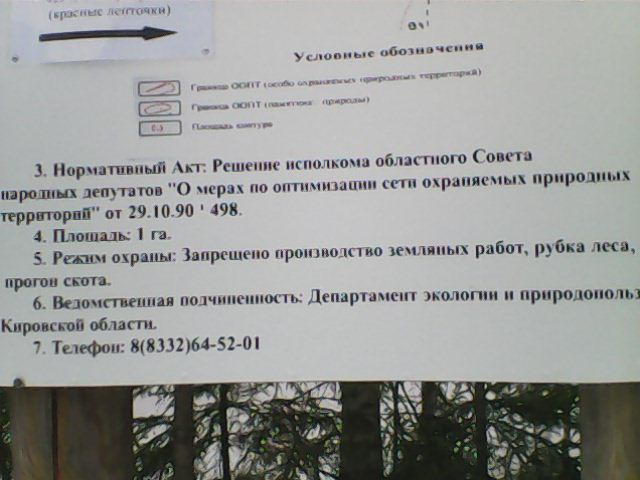 (красные ленточки)
Условные обозначения
Граница ООПТ (особо охраняемых природных территорий)
Граница ООПТ (памятник природы)
Площадь контура
3. Нормативный Акт: Решение исполкома областного Совета
народных депутатов "О мерах по оптимизации сети охраняемых природных
территорий" от 29.10.90 ' 498.
4. Площадь: 1 га.
5. Режим охраны: Запрещено производство земляных работ, рубка леса,
прогон скота.
6. Ведомственная подчиненность: Департамент экологии и природопольз
Кировской области.
7. Телефон: 8(8332)64-52-01